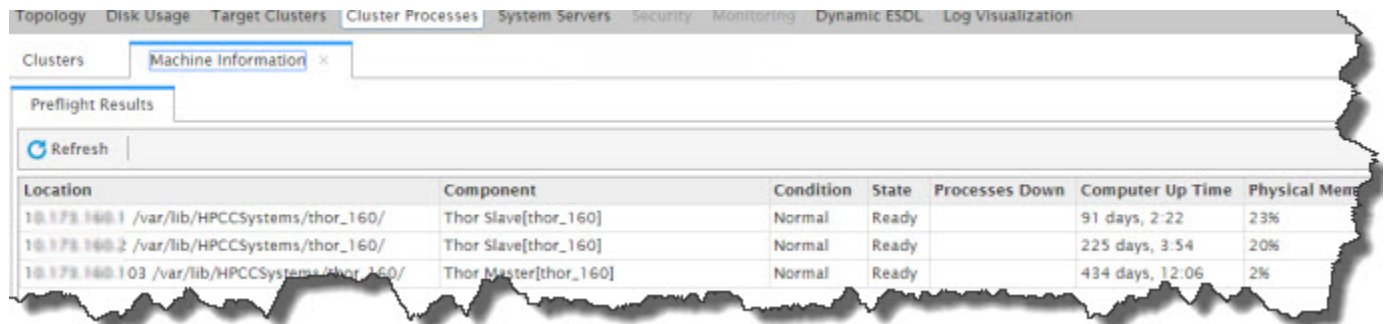 Topology Disk Usage Target Clusters Cluster Processes System Servers Security Monitoring Dynamic ESDL Log Visualization
Clusters Machine Information ×
Preflight Results
Refresh
Location Component Condition State Processes Down Computer Up Time Physical Mem
/var/lib/HPCCSystems/thor_160/ Thor Slave[thor_160] Normal Ready 91 days, 2:22 23%
/var/lib/HPCCSystems/thor_160/ Thor Slave[thor_160] Normal Ready 225 days, 3:54 20%
/var/lib/HPCCSystems/thor_160/ Thor Master[thor_160] Normal Ready 434 days, 12:06 2%